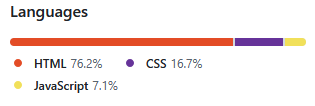 Languages
HTML 76.2% CSS 16.7%
JavaScript 7.1%